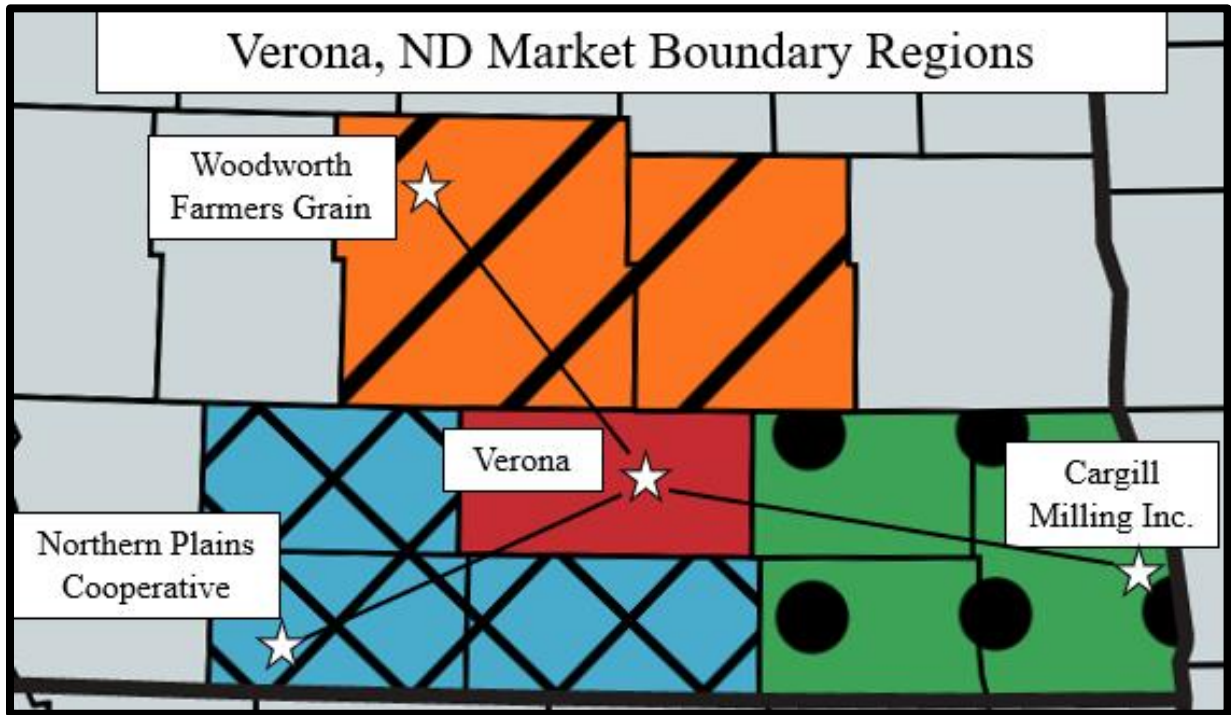 Verona, ND Market Boundary Regions
Woodworth
Farmers Grain
Verona
Cargill
Milling Inc.
Northern Plains
Cooperative